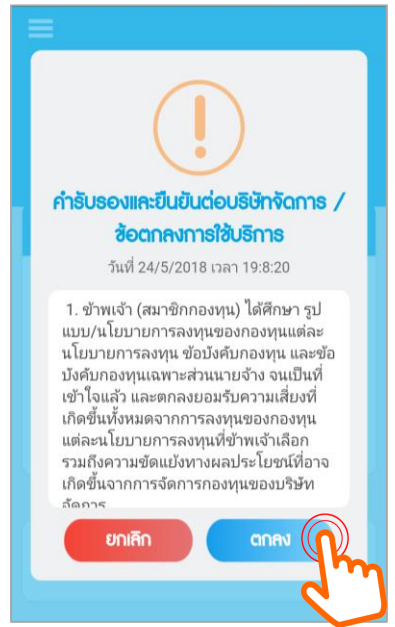 คำรับรองและยืนยันต่อบริษัทจัดการ /
ข้อตกลงการใช้บริการ
วันที่ 24/5/2018 เวลา 19:8:20
1. ข้าพเจ้า (สมาชิกกองทุน) ได้ศึกษา รูป
แบบ/นโยบายการลงทุนของกองทุนแต่ละ
นโยบายการลงทุน ข้อบังคับกองทุน และข้อ
บังคับกองทุนเฉพาะส่วนนายจ้าง จนเป็นที่
เข้าใจแล้ว และตกลงยอมรับความเสี่ยงที่
เกิดขึ้นทั้งหมดจากการลงทุนของกองทุน
แต่ละนโยบายการลงทุนที่ข้าพเจ้าเลือก
รวมถึงความขัดแย้งทางผลประโยชน์ที่อาจ
เกิดขึ้นจากการจัดการกองทุนของบริษัท
จัดการ
ยกเลิก
ตกลง